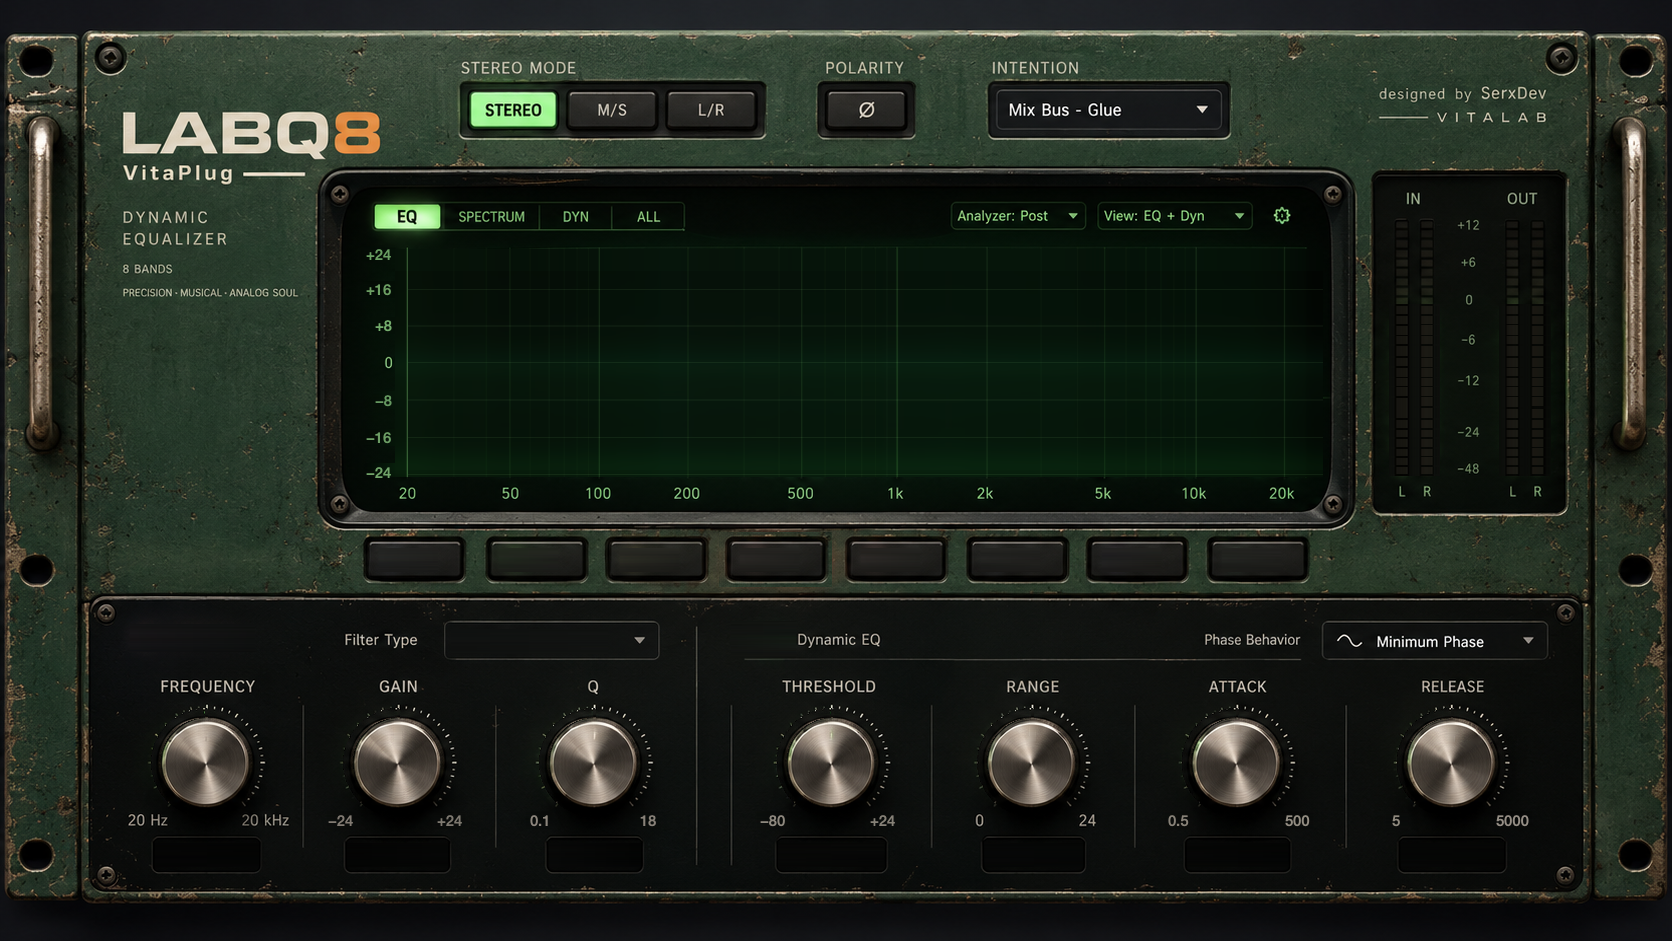 STEREO MODE
POLARITY
INTENTION
STEREO
M/S
L/R
Ø
Mix Bus - Glue
designed by SerxDev
VITALAB
LABQ8
VitaPlug
DYNAMIC
EQUALIZER
8 BANDS
PRECISION · MUSICAL · ANALOG SOUL
EQ
SPECTRUM
DYN
ALL
Analyzer: Post
View: EQ + Dyn
+24
+16
+8
0
−8
−16
−24
20
50
100
200
500
1k
2k
5k
10k
20k
IN
OUT
+12
+6
0
−6
−12
−24
−48
L
R
L
R
Filter Type
Dynamic EQ
Phase Behavior
Minimum Phase
FREQUENCY
GAIN
Q
THRESHOLD
RANGE
ATTACK
RELEASE
20 Hz
20 kHz
−24
+24
0.1
18
−80
+24
0
24
0.5
500
5
5000